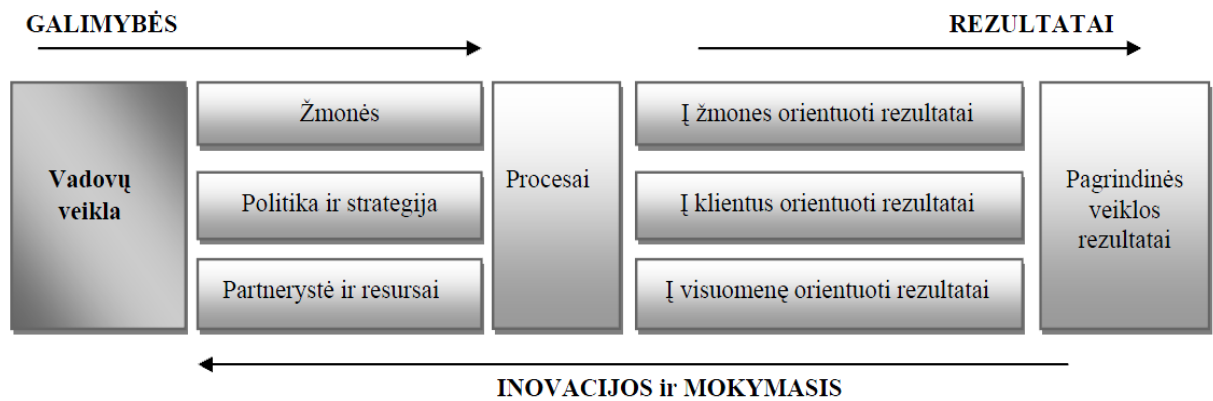 GALIMYBĖS
REZULTATAI
Vadovų
veikla
Žmonės
Politika ir strategija
Partnerystė ir resursai
Procesai
Į žmones orientuoti rezultatai
Į klientus orientuoti rezultatai
Į visuomenę orientuoti rezultatai
Pagrindinės
veiklos
rezultatai
INOVACIJOS ir MOKYMASIS